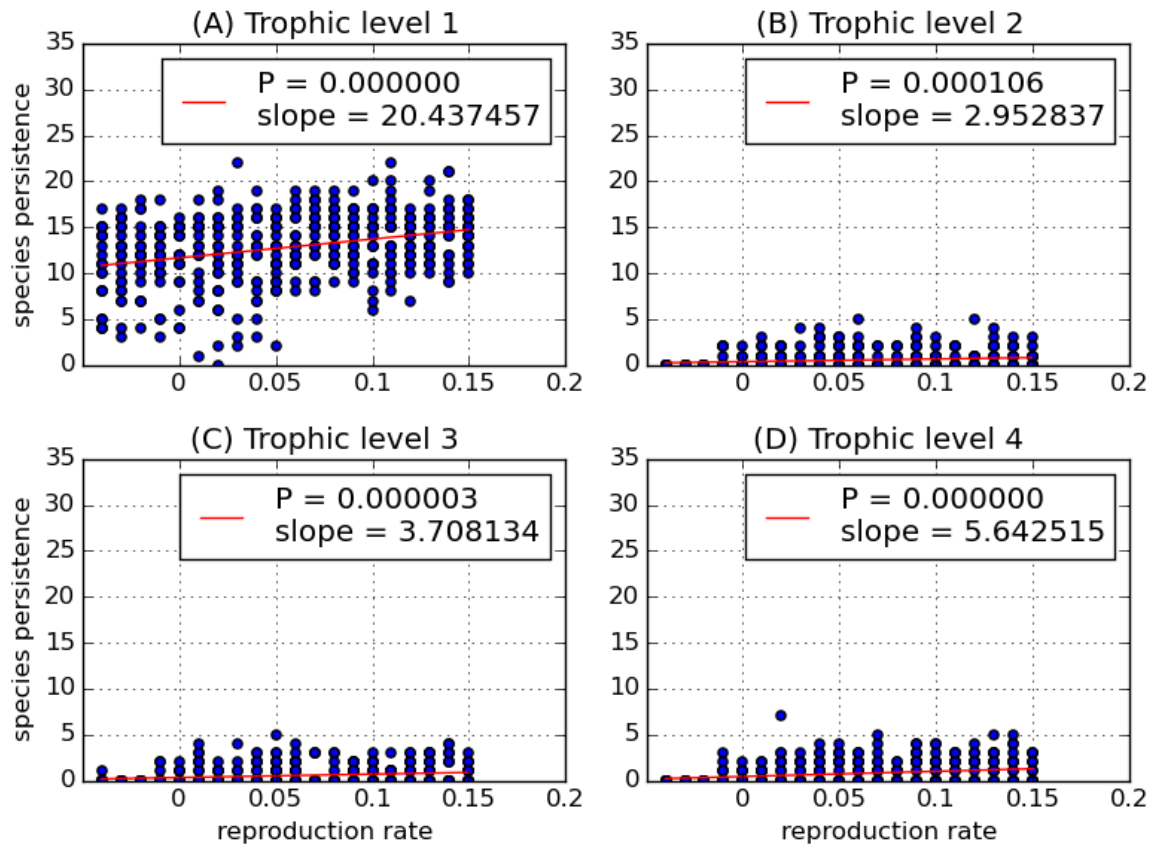 (A) Trophic level 1
P = 0.000000
slope = 20.437457
species persistence
35
30
25
20
15
10
5
0
0 0.05 0.1 0.15 0.2
(B) Trophic level 2
P = 0.000106
slope = 2.952837
35
30
25
20
15
10
5
0
0 0.05 0.1 0.15 0.2
(C) Trophic level 3
P = 0.000003
slope = 3.708134
species persistence
35
30
25
20
15
10
5
0
0 0.05 0.1 0.15 0.2
reproduction rate
(D) Trophic level 4
P = 0.000000
slope = 5.642515
35
30
25
20
15
10
5
0
0 0.05 0.1 0.15 0.2
reproduction rate